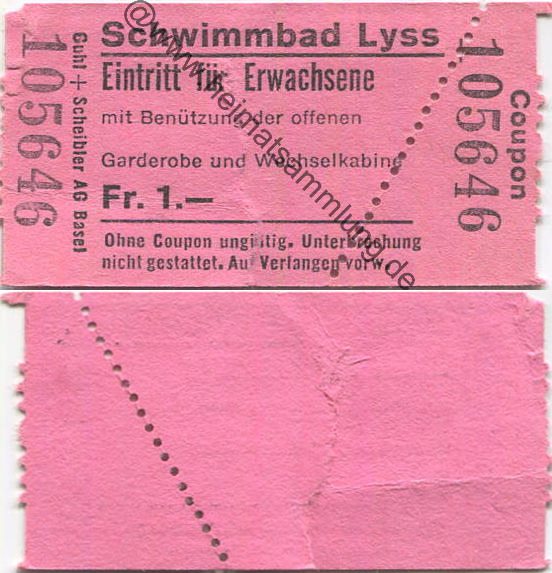 Schwimmbad Lyss
Eintritt für Erwachsene
mit Benützung der offenen
Garderobe und Wechselkabine
Fr. 1.—
Ohne Coupon ungültig. Unterbrechung
nicht gestattet. Auf Verlangen vorw.
105646
Guhl + Scheibler AG Basel
105646
Coupon
@www.heimatsammlung.de